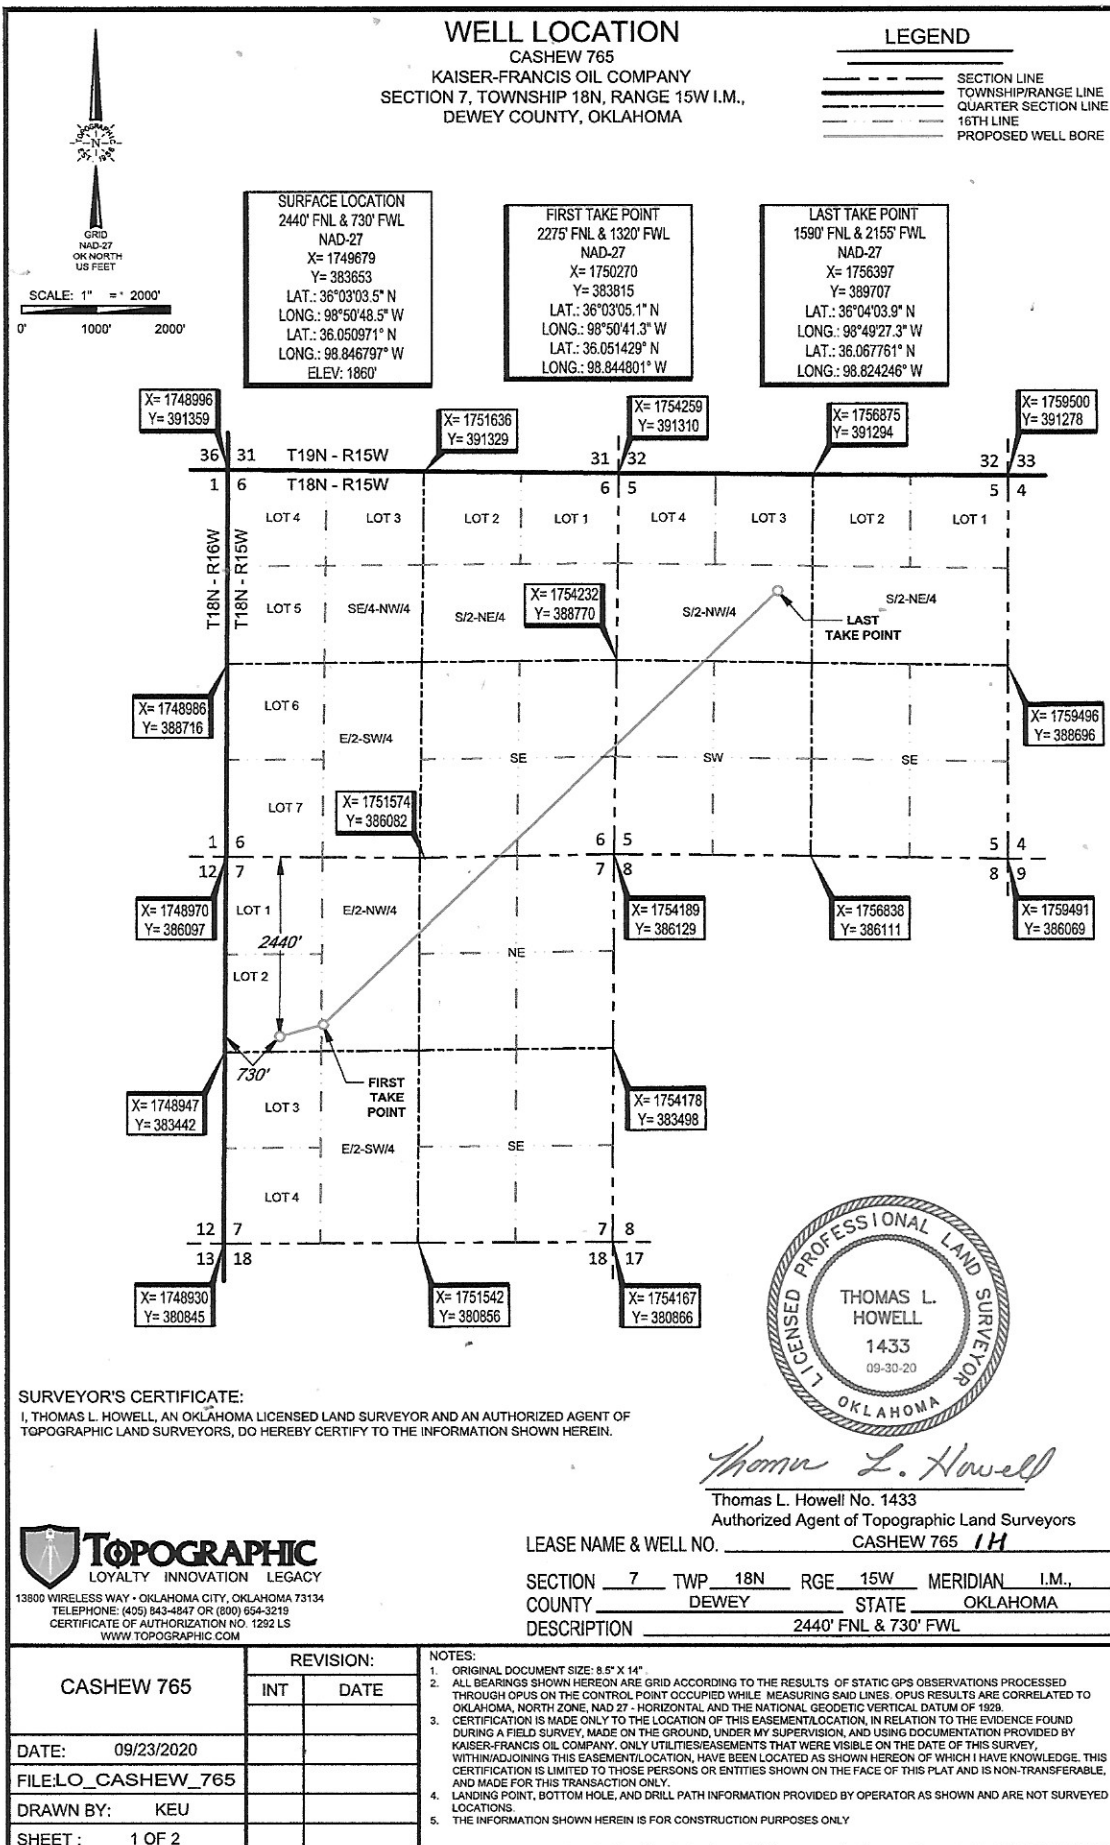 WELL LOCATION
CASHEW 765
KAISER-FRANCIS OIL COMPANY
SECTION 7, TOWNSHIP 18N, RANGE 15W I.M.,
DEWEY COUNTY, OKLAHOMA
LEGEND
SECTION LINE
TOWNSHIP/RANGE LINE
QUARTER SECTION LINE
16TH LINE
PROPOSED WELL BORE
TOPOGRAPHIC
N
EST. 1956
GRID
NAD-27
OK NORTH
US FEET
SCALE: 1" = 2000'
0' 1000' 2000'
SURFACE LOCATION
2440' FNL & 730' FWL
NAD-27
X= 1749679
Y= 383653
LAT.: 36°03'03.5" N
LONG.: 98°50'48.5" W
LAT.: 36.050971° N
LONG.: 98.846797° W
ELEV: 1860'
FIRST TAKE POINT
2275' FNL & 1320' FWL
NAD-27
X= 1750270
Y= 383815
LAT.: 36°03'05.1" N
LONG.: 98°50'41.3" W
LAT.: 36.051429° N
LONG.: 98.844801° W
LAST TAKE POINT
1590' FNL & 2155' FWL
NAD-27
X= 1756397
Y= 389707
LAT.: 36°04'03.9" N
LONG.: 98°49'27.3" W
LAT.: 36.067761° N
LONG.: 98.824246° W
X= 1748996
Y= 391359
X= 1751636
Y= 391329
X= 1754259
Y= 391310
X= 1756875
Y= 391294
X= 1759500
Y= 391278
36 31 T19N - R15W 31 32 32 33
1 6 T18N - R15W 6 5 5 4
T18N - R16W
T18N - R15W
LOT 4 LOT 3 LOT 2 LOT 1 LOT 4 LOT 3 LOT 2 LOT 1
LOT 5 SE/4-NW/4 S/2-NE/4 S/2-NW/4 S/2-NE/4
X= 1754232
Y= 388770
LAST
TAKE POINT
X= 1748986
Y= 388716
LOT 6
E/2-SW/4
X= 1759496
Y= 388696
SE SW SE
LOT 7
X= 1751574
Y= 386082
1 6 6 5 5 4
12 7 7 8 8 9
X= 1748970
Y= 386097
LOT 1 E/2-NW/4
X= 1754189
Y= 386129
X= 1756838
Y= 386111
X= 1759491
Y= 386069
2440'
NE
LOT 2
730'
FIRST
TAKE
POINT
X= 1748947
Y= 383442
LOT 3
X= 1754178
Y= 383498
E/2-SW/4 SE
LOT 4
12 7 7 8
13 18 18 17
X= 1748930
Y= 380845
X= 1751542
Y= 380856
X= 1754167
Y= 380866
LICENSED PROFESSIONAL LAND SURVEYOR
THOMAS L.
HOWELL
1433
09-30-20
OKLAHOMA
SURVEYOR'S CERTIFICATE:
I, THOMAS L. HOWELL, AN OKLAHOMA LICENSED LAND SURVEYOR AND AN AUTHORIZED AGENT OF
TOPOGRAPHIC LAND SURVEYORS, DO HEREBY CERTIFY TO THE INFORMATION SHOWN HEREIN.
Thomas L. Howell
Thomas L. Howell No. 1433
Authorized Agent of Topographic Land Surveyors
TOPOGRAPHIC
LOYALTY INNOVATION LEGACY
13800 WIRELESS WAY • OKLAHOMA CITY, OKLAHOMA 73134
TELEPHONE: (405) 843-4847 OR (800) 654-3219
CERTIFICATE OF AUTHORIZATION NO. 1292 LS
WWW.TOPOGRAPHIC.COM
LEASE NAME & WELL NO. CASHEW 765 1H
SECTION 7 TWP 18N RGE 15W MERIDIAN I.M.,
COUNTY DEWEY STATE OKLAHOMA
DESCRIPTION 2440' FNL & 730' FWL
CASHEW 765
REVISION:
INT DATE
DATE: 09/23/2020
FILE:LO_CASHEW_765
DRAWN BY: KEU
SHEET : 1 OF 2
NOTES:
1. ORIGINAL DOCUMENT SIZE: 8.5" X 14"
2. ALL BEARINGS SHOWN HEREON ARE GRID ACCORDING TO THE RESULTS OF STATIC GPS OBSERVATIONS PROCESSED
THROUGH OPUS ON THE CONTROL POINT OCCUPIED WHILE MEASURING SAID LINES. OPUS RESULTS ARE CORRELATED TO
OKLAHOMA, NORTH ZONE, NAD 27 - HORIZONTAL AND THE NATIONAL GEODETIC VERTICAL DATUM OF 1929.
3. CERTIFICATION IS MADE ONLY TO THE LOCATION OF THIS EASEMENT/LOCATION, IN RELATION TO THE EVIDENCE FOUND
DURING A FIELD SURVEY, MADE ON THE GROUND, UNDER MY SUPERVISION, AND USING DOCUMENTATION PROVIDED BY
KAISER-FRANCIS OIL COMPANY. ONLY UTILITIES/EASEMENTS THAT WERE VISIBLE ON THE DATE OF THIS SURVEY,
WITHIN/ADJOINING THIS EASEMENT/LOCATION, HAVE BEEN LOCATED AS SHOWN HEREON OF WHICH I HAVE KNOWLEDGE. THIS
CERTIFICATION IS LIMITED TO THOSE PERSONS OR ENTITIES SHOWN ON THE FACE OF THIS PLAT AND IS NON-TRANSFERABLE,
AND MADE FOR THIS TRANSACTION ONLY.
4. LANDING POINT, BOTTOM HOLE, AND DRILL PATH INFORMATION PROVIDED BY OPERATOR AS SHOWN AND ARE NOT SURVEYED
LOCATIONS.
5. THE INFORMATION SHOWN HEREIN IS FOR CONSTRUCTION PURPOSES ONLY